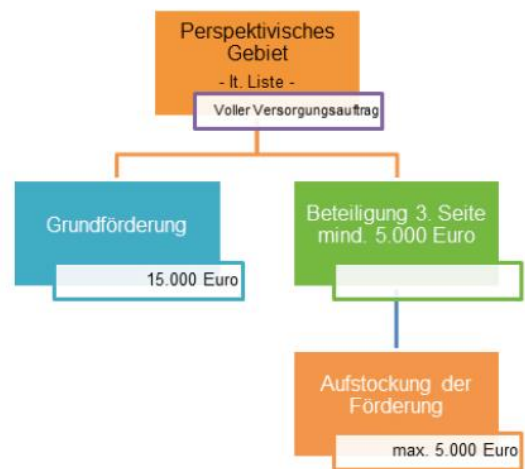 Perspektivisches
Gebiet
- lt. Liste -
Voller Versorgungsauftrag
Grundförderung
15.000 Euro
Beteiligung 3. Seite
mind. 5.000 Euro
Aufstockung der
Förderung
max. 5.000 Euro